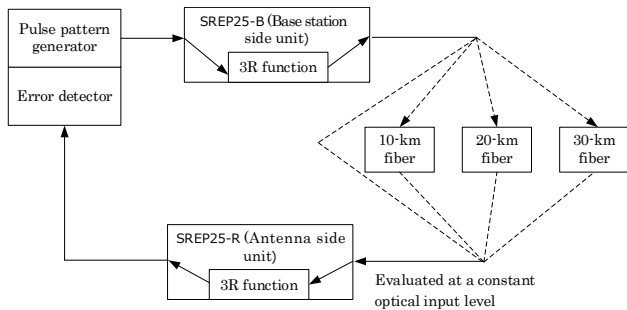 Pulse pattern
generator
Error detector
SREP25-B (Base station
side unit)
3R function
10-km
fiber
20-km
fiber
30-km
fiber
SREP25-R (Antenna side
unit)
3R function
Evaluated at a constant
optical input level